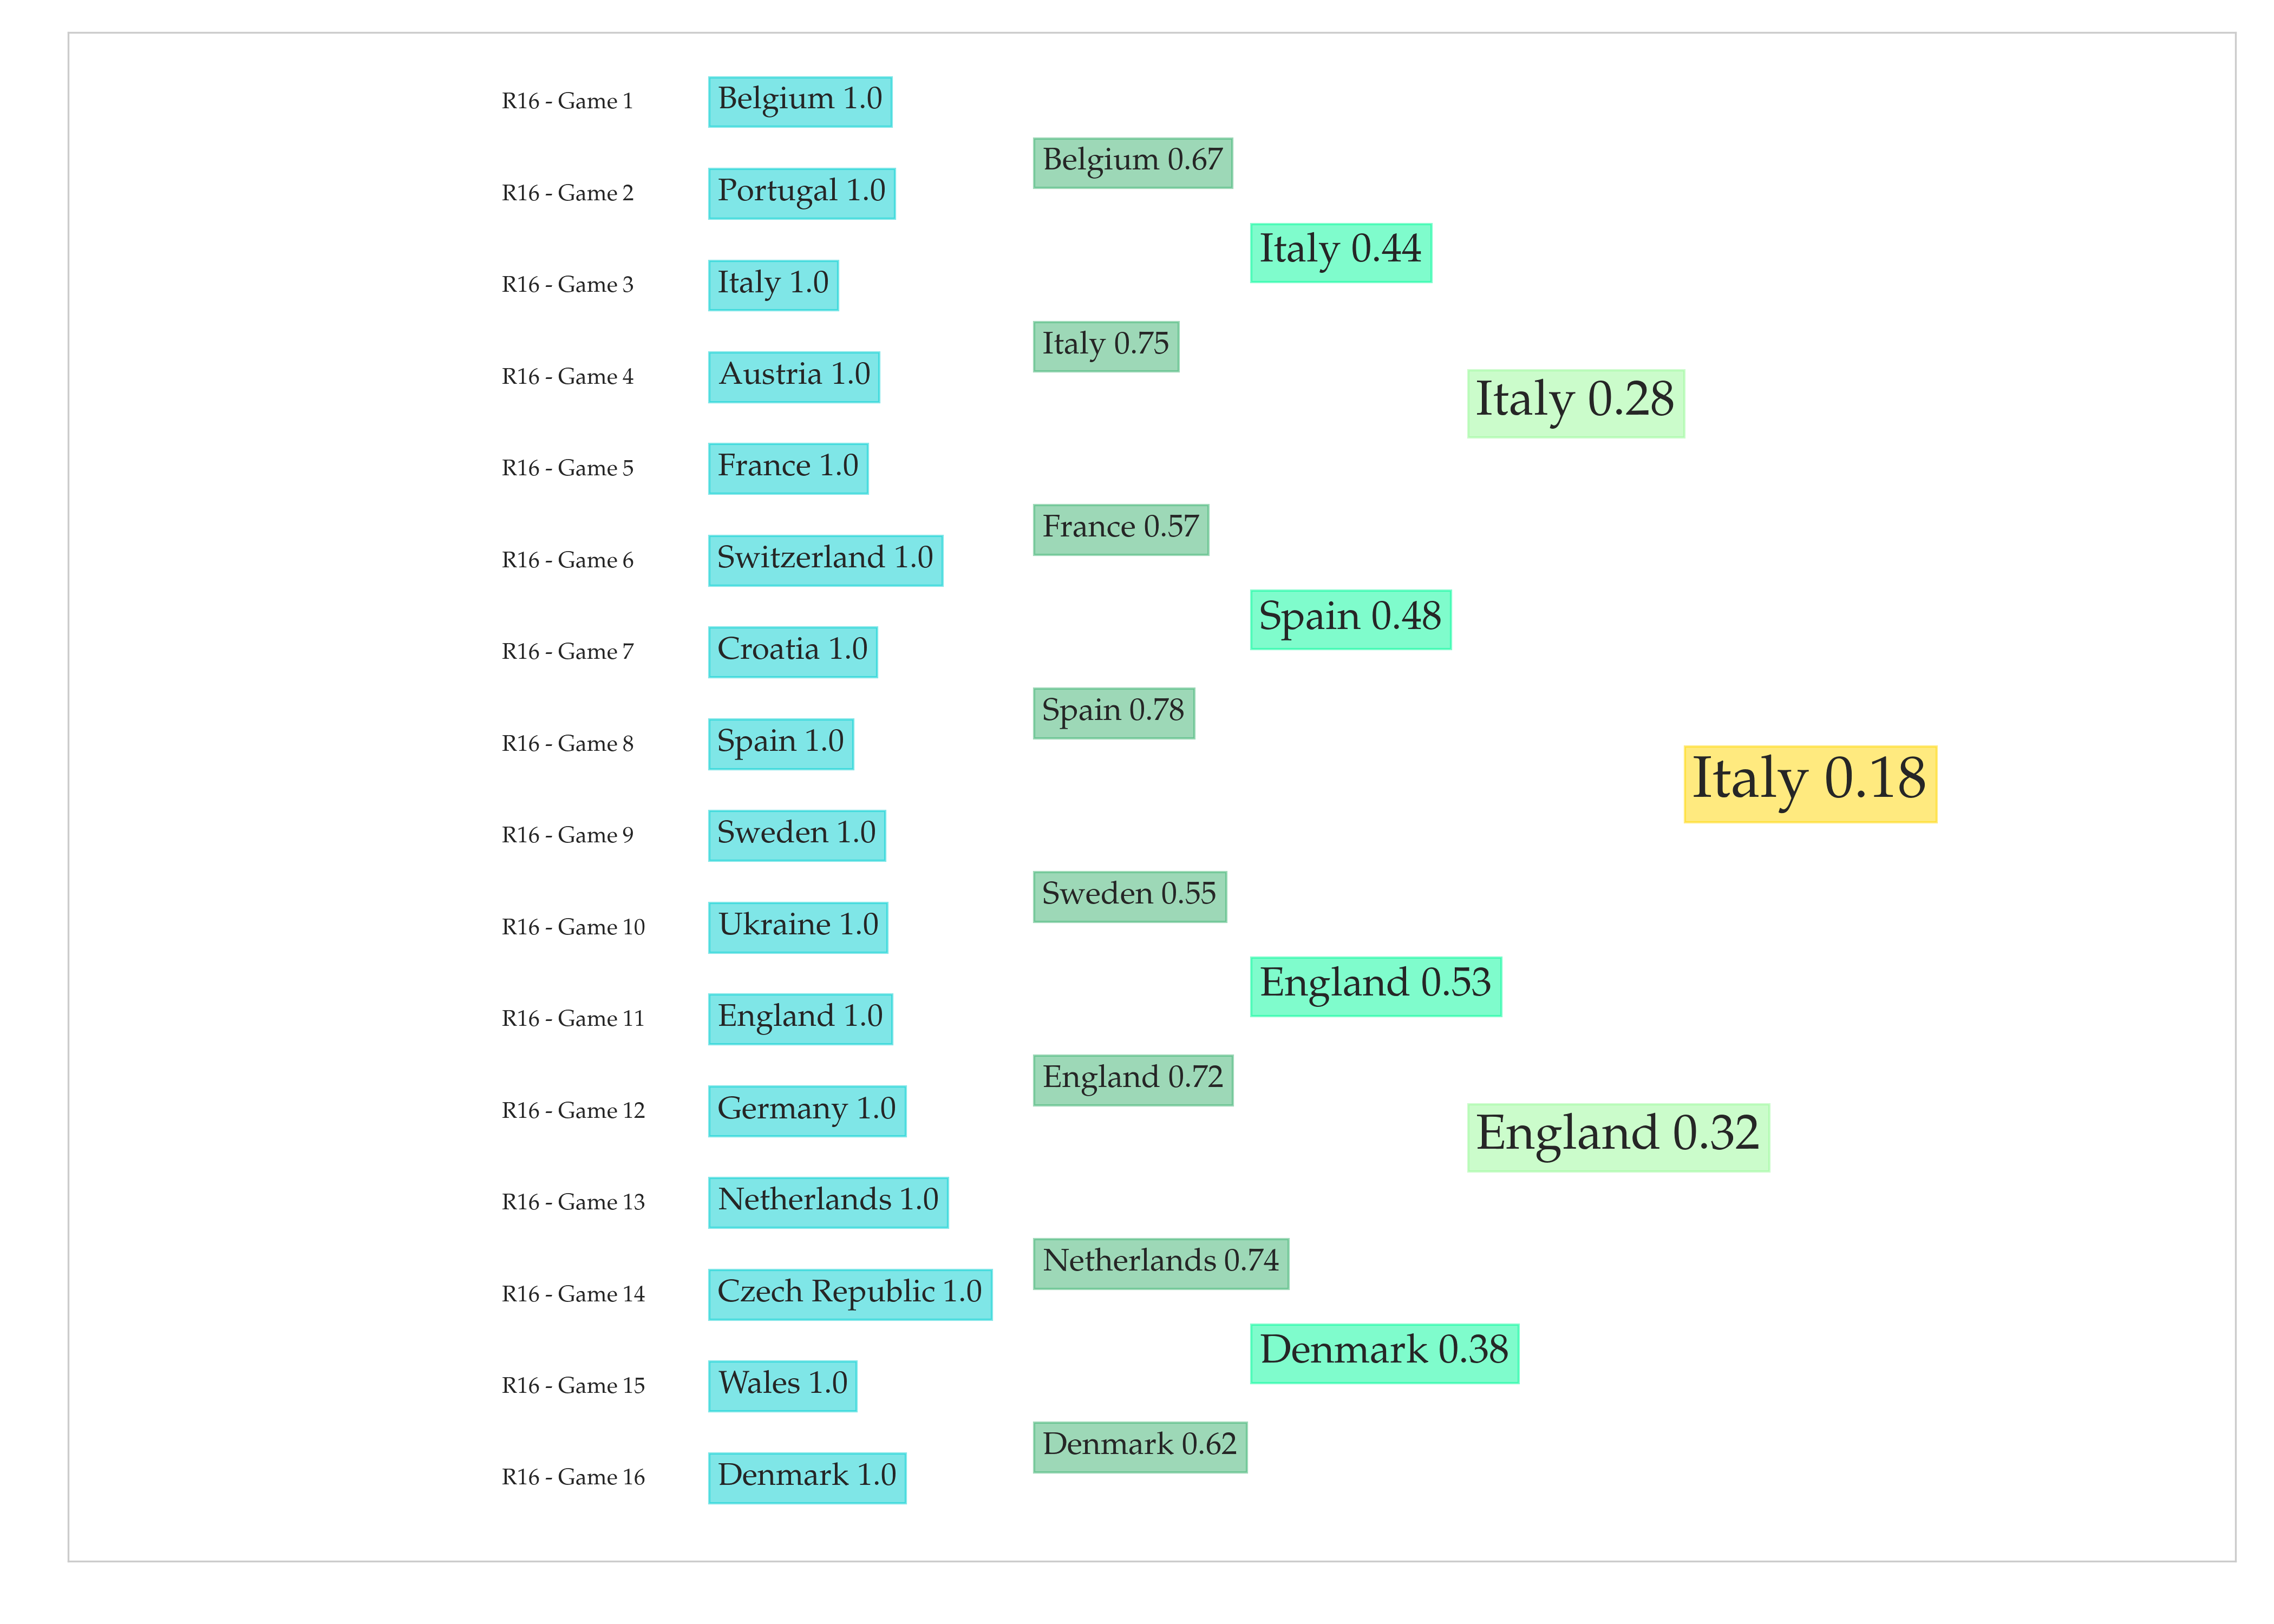 R16 - Game 1
Belgium 1.0
Belgium 0.67
R16 - Game 2
Portugal 1.0
Italy 0.44
R16 - Game 3
Italy 1.0
Italy 0.75
R16 - Game 4
Austria 1.0
Italy 0.28
R16 - Game 5
France 1.0
France 0.57
R16 - Game 6
Switzerland 1.0
Spain 0.48
R16 - Game 7
Croatia 1.0
Spain 0.78
R16 - Game 8
Spain 1.0
Italy 0.18
R16 - Game 9
Sweden 1.0
Sweden 0.55
R16 - Game 10
Ukraine 1.0
England 0.53
R16 - Game 11
England 1.0
England 0.72
R16 - Game 12
Germany 1.0
England 0.32
R16 - Game 13
Netherlands 1.0
Netherlands 0.74
R16 - Game 14
Czech Republic 1.0
Denmark 0.38
R16 - Game 15
Wales 1.0
Denmark 0.62
R16 - Game 16
Denmark 1.0